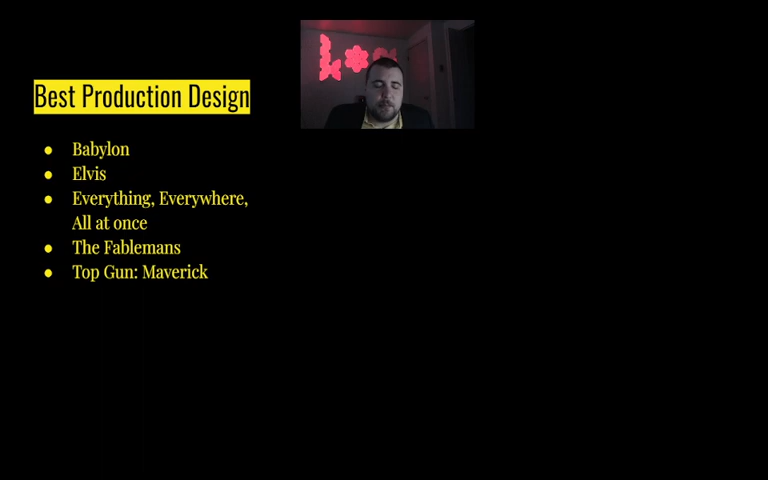 Best Production Design
Babylon
Elvis
Everything, Everywhere,
All at once
The Fablemans
Top Gun: Maverick